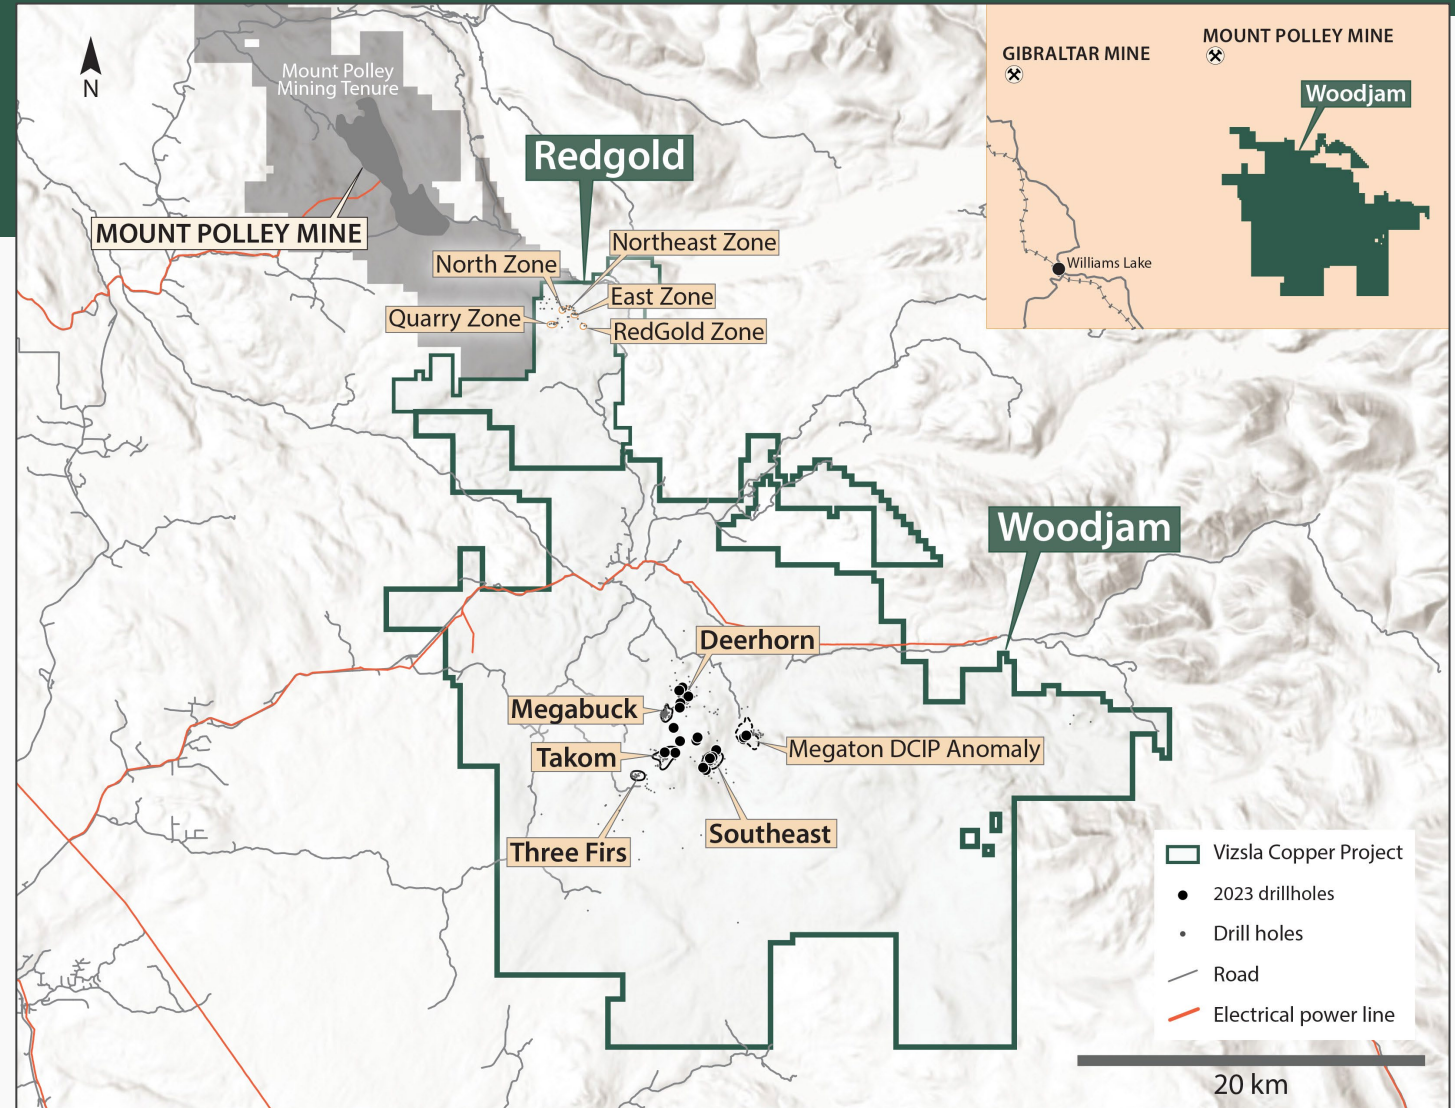 N
Mount Polley
Mining Tenure
MOUNT POLLEY MINE
Redgold
Northeast Zone
North Zone
East Zone
Quarry Zone
RedGold Zone
GIBRALTAR MINE
MOUNT POLLEY MINE
Woodjam
Williams Lake
Woodjam
Deerhorn
Megabuck
Takom
Megaton DCIP Anomaly
Southeast
Three Firs
Vizsla Copper Project
2023 drillholes
Drill holes
Road
Electrical power line
20 km